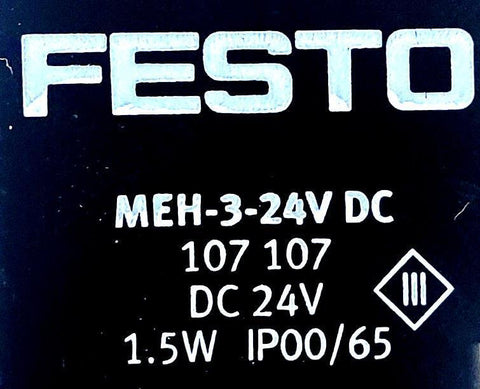 FESTO
MEH-3-24V DC
107 107
DC 24V
III
1.5W IP00/65